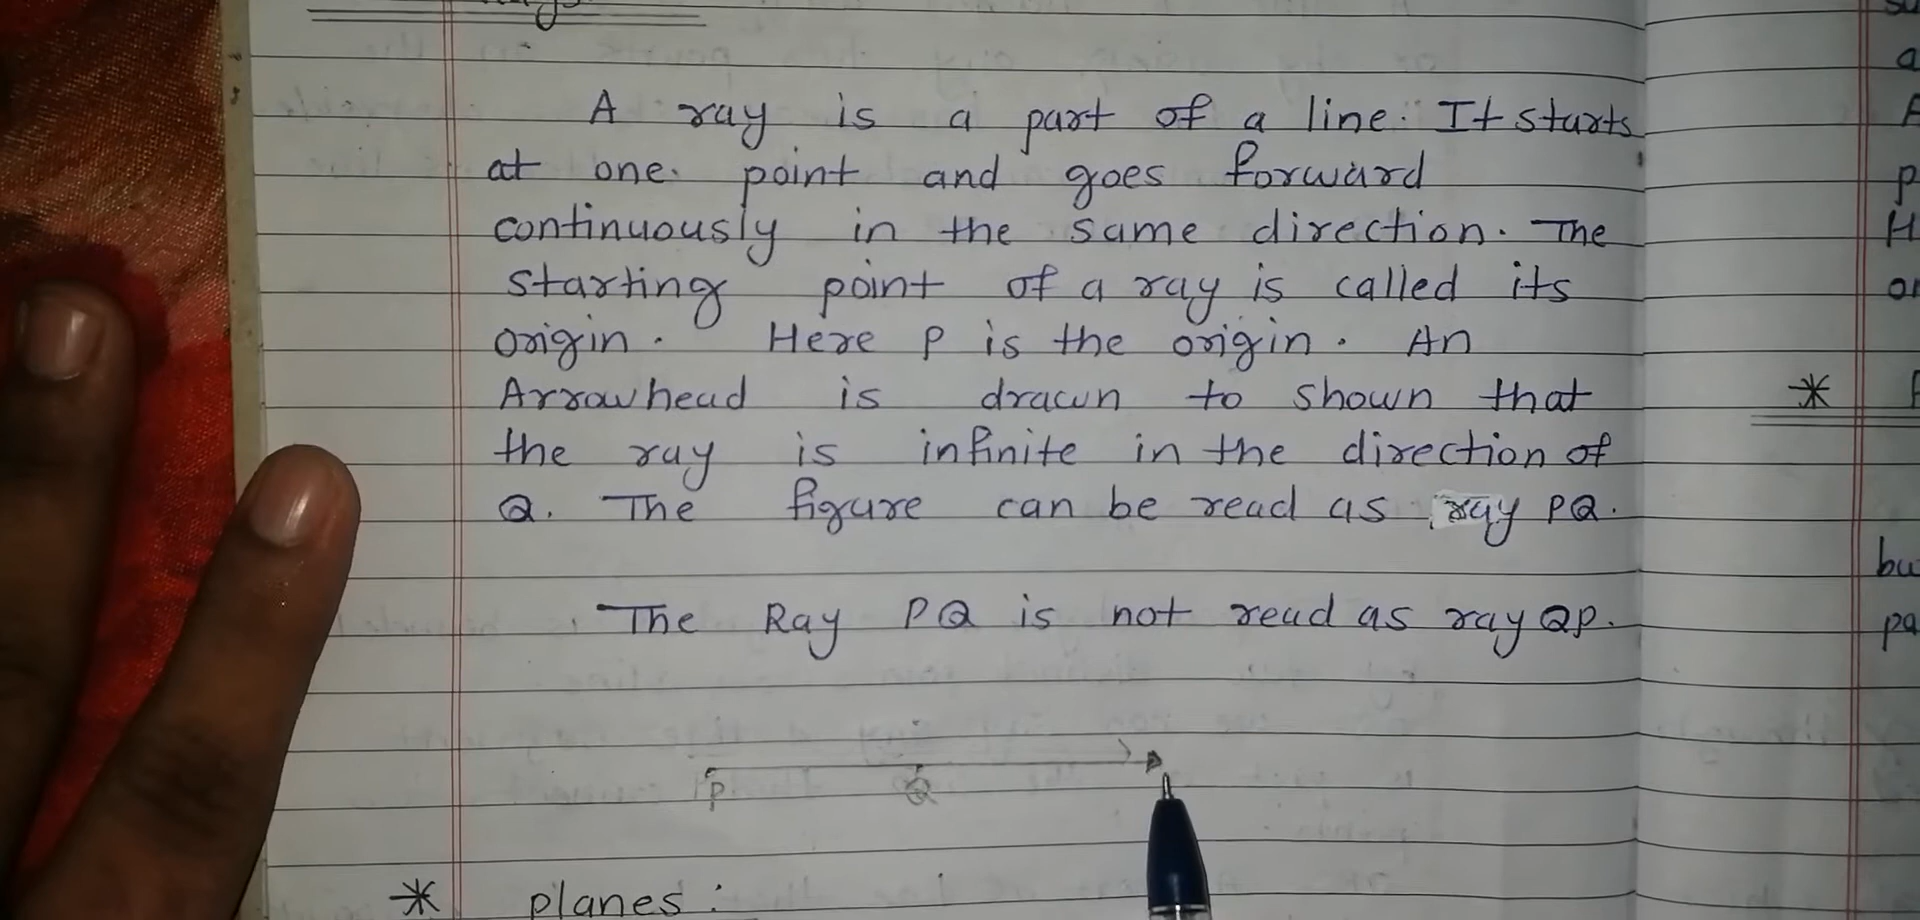 A ray is a part of a line. It starts
at one. point and goes forward
continuously in the same direction. The
starting point of a ray is called its
origin. Here P is the origin. An
Arrowhead is drawn to shown that
the ray is infinite in the direction of
Q. The figure can be read as ray PQ.
The Ray PQ is not read as ray QP.
P Q
* planes :
*